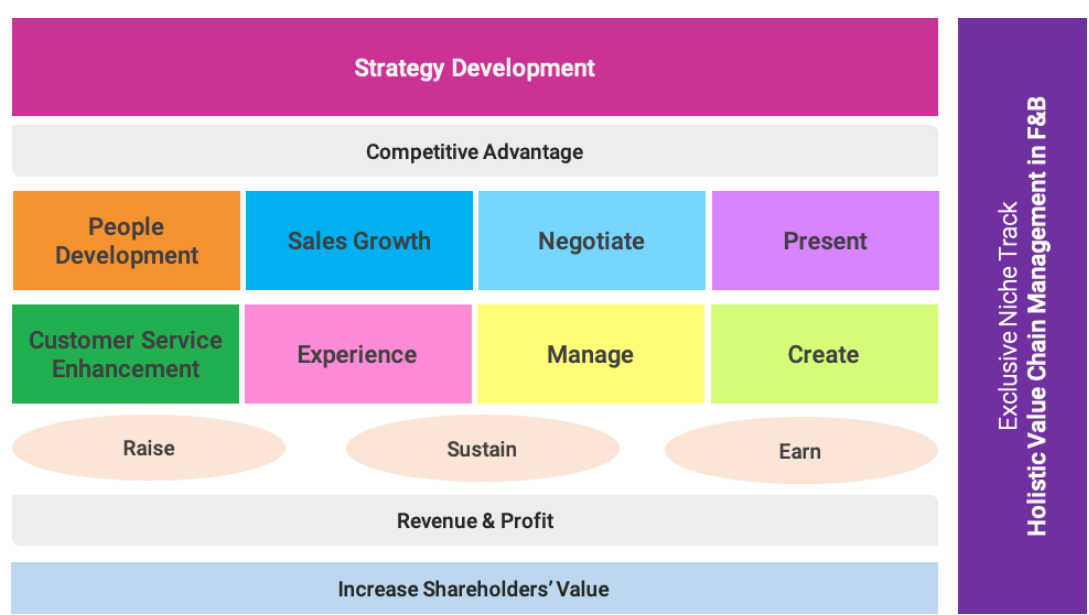 Strategy Development
Competitive Advantage
People
Development
Sales Growth
Negotiate
Present
Customer Service
Enhancement
Experience
Manage
Create
Raise
Sustain
Earn
Revenue & Profit
Increase Shareholders’ Value
Exclusive Niche Track
Holistic Value Chain Management in F&B